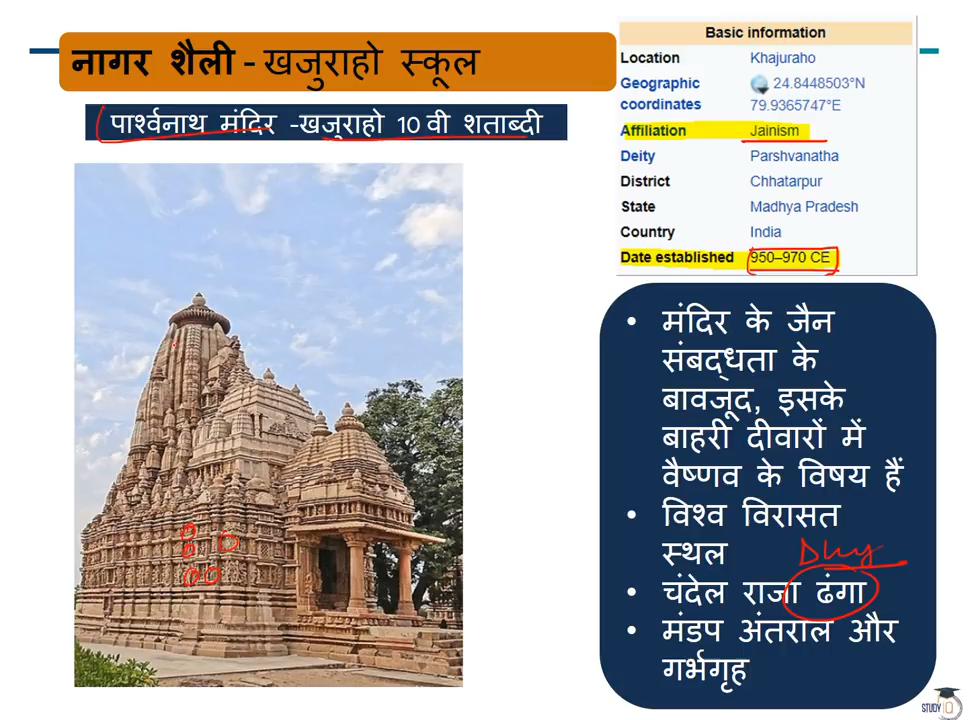 नागर शैली - खजुराहो स्कूल
पार्श्वनाथ मंदिर -खजुराहो 10 वी शताब्दी
Basic information
Location Khajuraho
Geographic 24.8448503°N
coordinates 79.9365747°E
Affiliation Jainism
Deity Parshvanatha
District Chhatarpur
State Madhya Pradesh
Country India
Date established 950–970 CE
• मंदिर के जैन
संबद्धता के
बावजूद, इसके
बाहरी दीवारों में
वैष्णव के विषय हैं
• विश्व विरासत
स्थल
• चंदेल राजा ढंगा
• मंडप अंतराल और
गर्भगृह
STUDY IQ